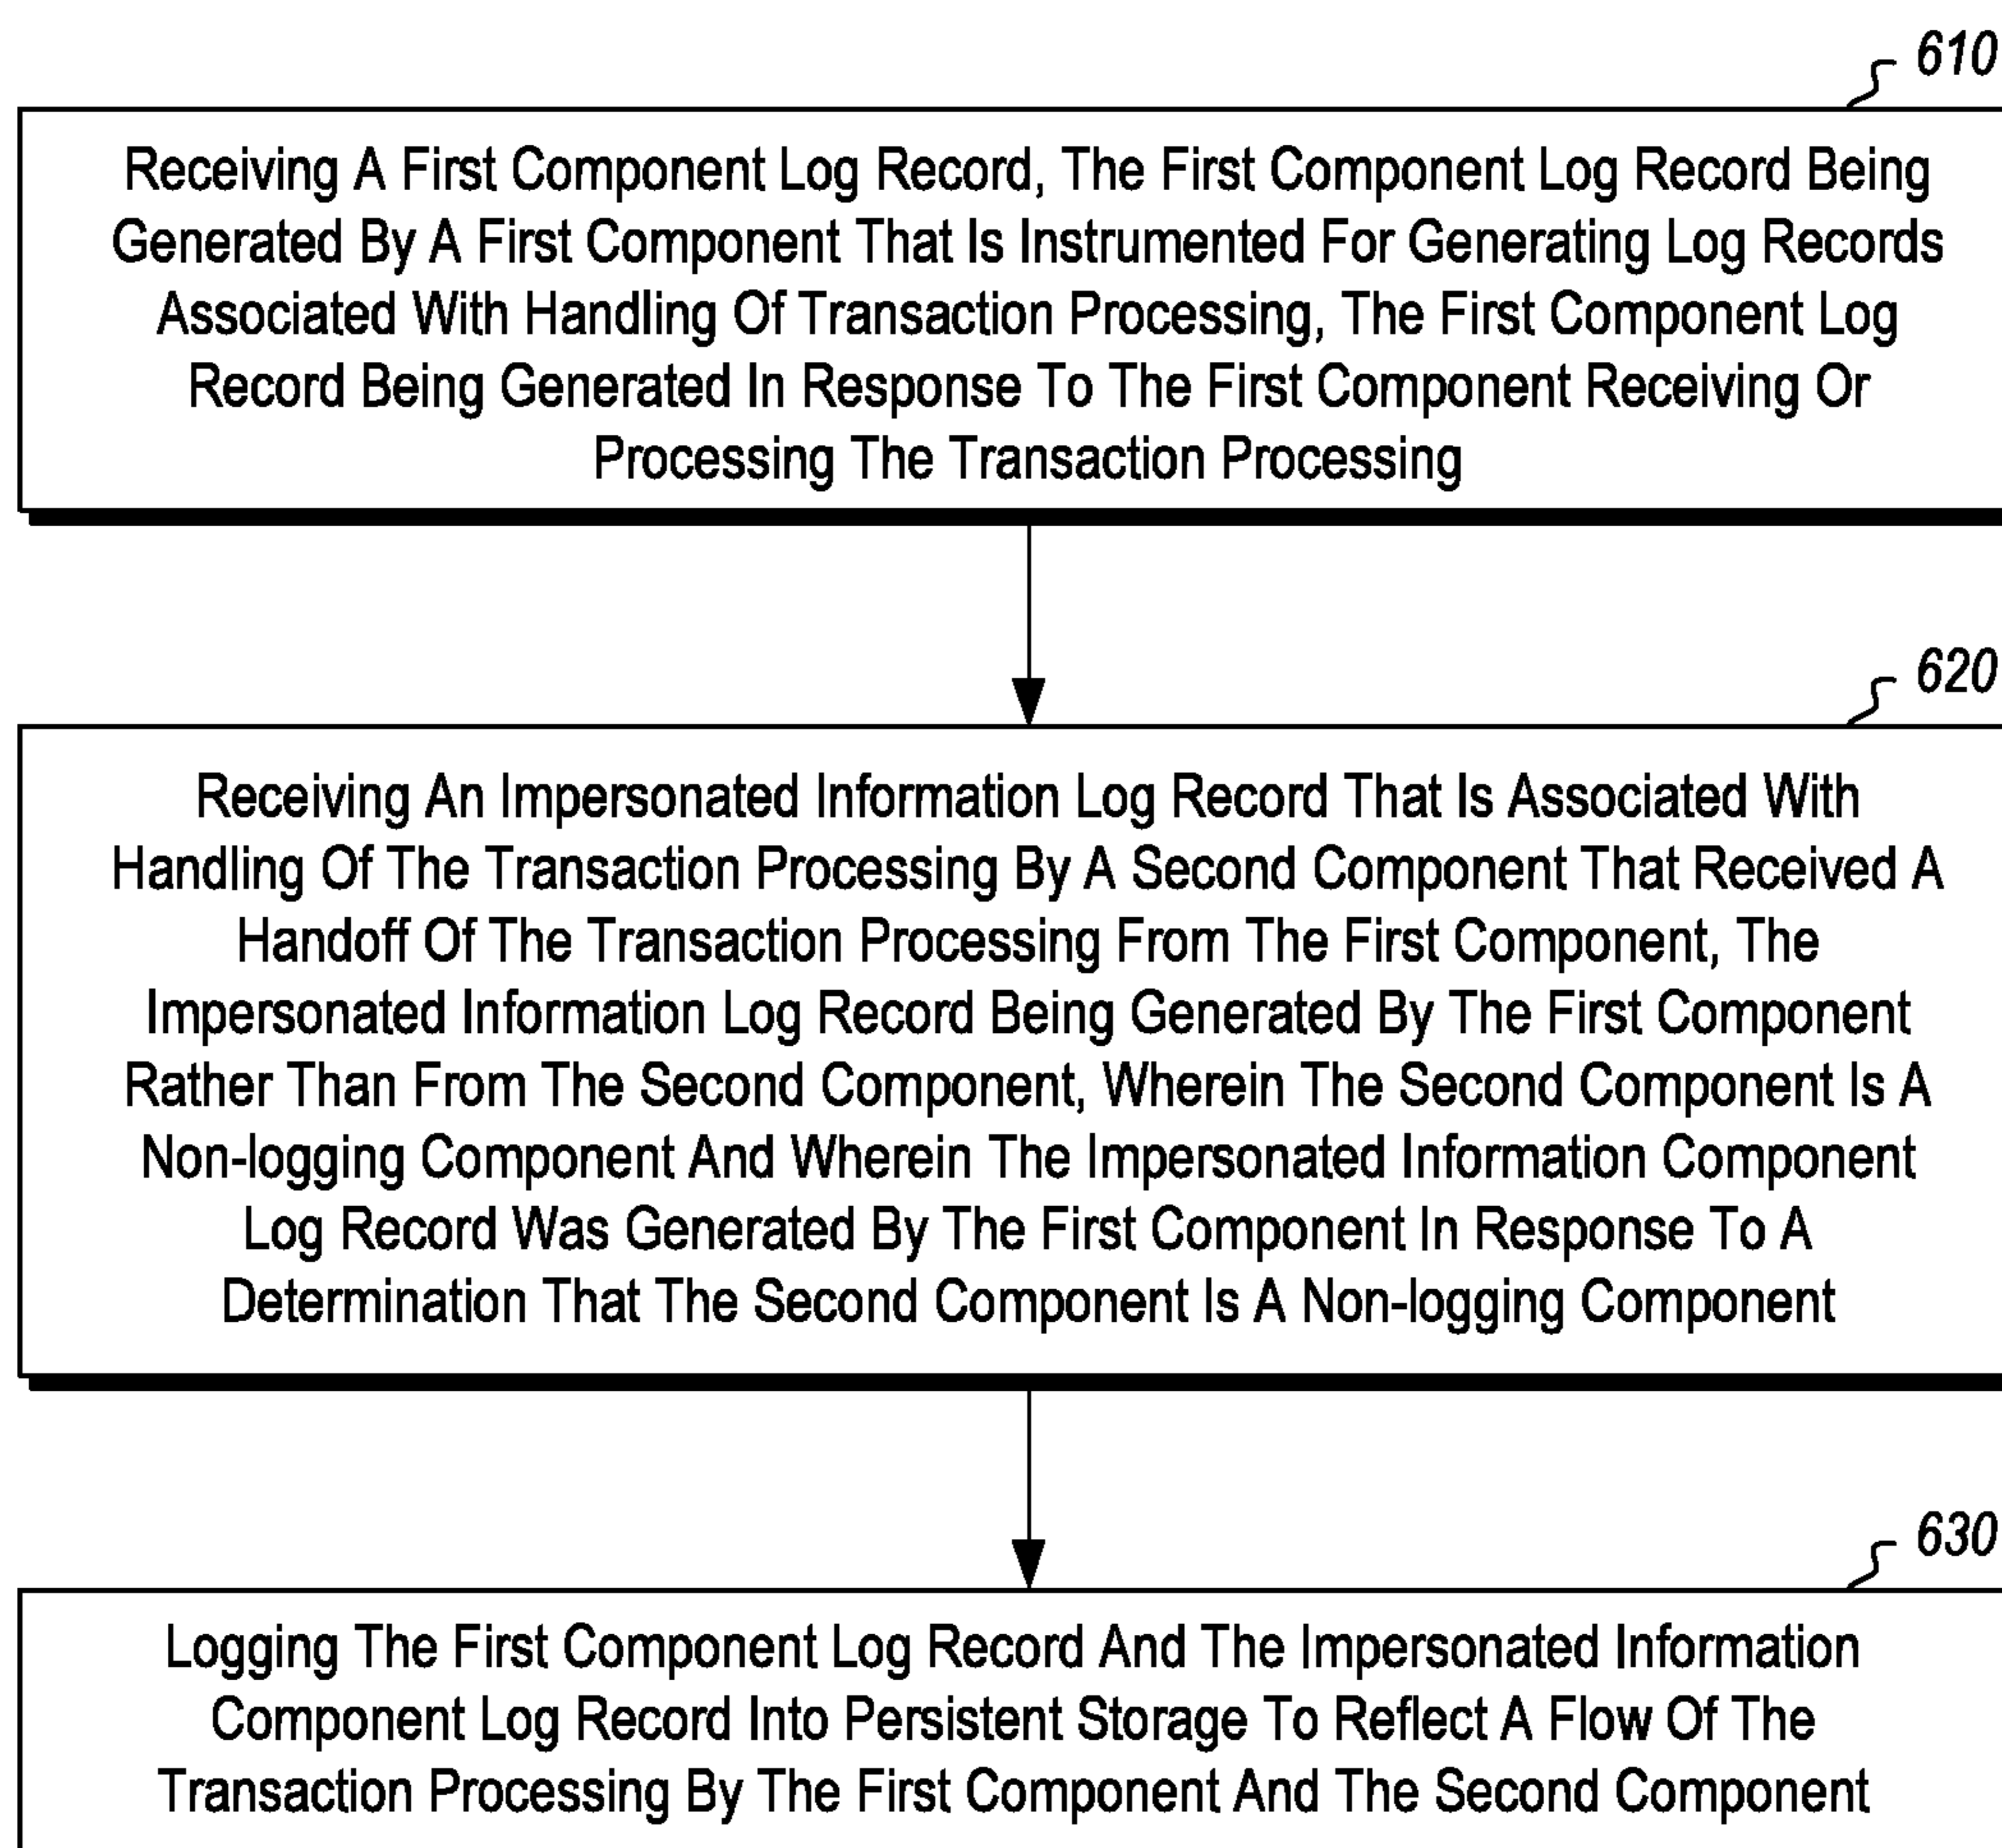 610
Receiving A First Component Log Record, The First Component Log Record Being
Generated By A First Component That Is Instrumented For Generating Log Records
Associated With Handling Of Transaction Processing, The First Component Log
Record Being Generated In Response To The First Component Receiving Or
Processing The Transaction Processing
620
Receiving An Impersonated Information Log Record That Is Associated With
Handling Of The Transaction Processing By A Second Component That Received A
Handoff Of The Transaction Processing From The First Component, The
Impersonated Information Log Record Being Generated By The First Component
Rather Than From The Second Component, Wherein The Second Component Is A
Non-logging Component And Wherein The Impersonated Information Component
Log Record Was Generated By The First Component In Response To A
Determination That The Second Component Is A Non-logging Component
630
Logging The First Component Log Record And The Impersonated Information
Component Log Record Into Persistent Storage To Reflect A Flow Of The
Transaction Processing By The First Component And The Second Component